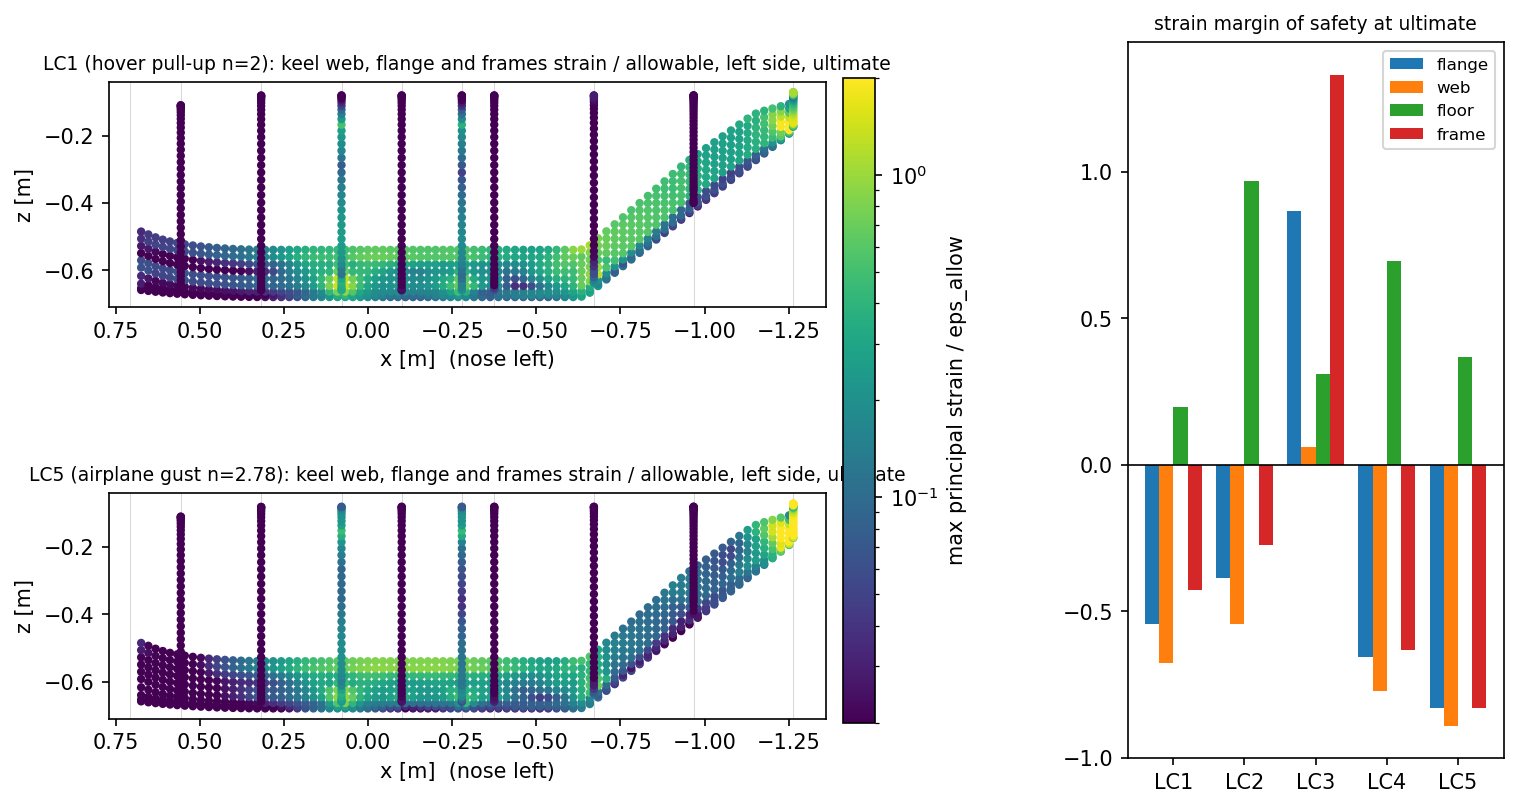 LC1 (hover pull-up n=2): keel web, flange and frames strain / allowable, left side, ultimate
−0.2
−0.4
−0.6
z [m]
0.75 0.50 0.25 0.00 −0.25 −0.50 −0.75 −1.00 −1.25
x [m] (nose left)
LC5 (airplane gust n=2.78): keel web, flange and frames strain / allowable, left side, ul mate
−0.2
−0.4
−0.6
z [m]
0.75 0.50 0.25 0.00 −0.25 −0.50 −0.75 −1.00 −1.25
x [m] (nose left)
10⁰
10⁻¹
max principal strain / eps_allow
strain margin of safety at ultimate
flange
web
floor
frame
1.0
0.5
0.0
−0.5
−1.0
LC1 LC2 LC3 LC4 LC5